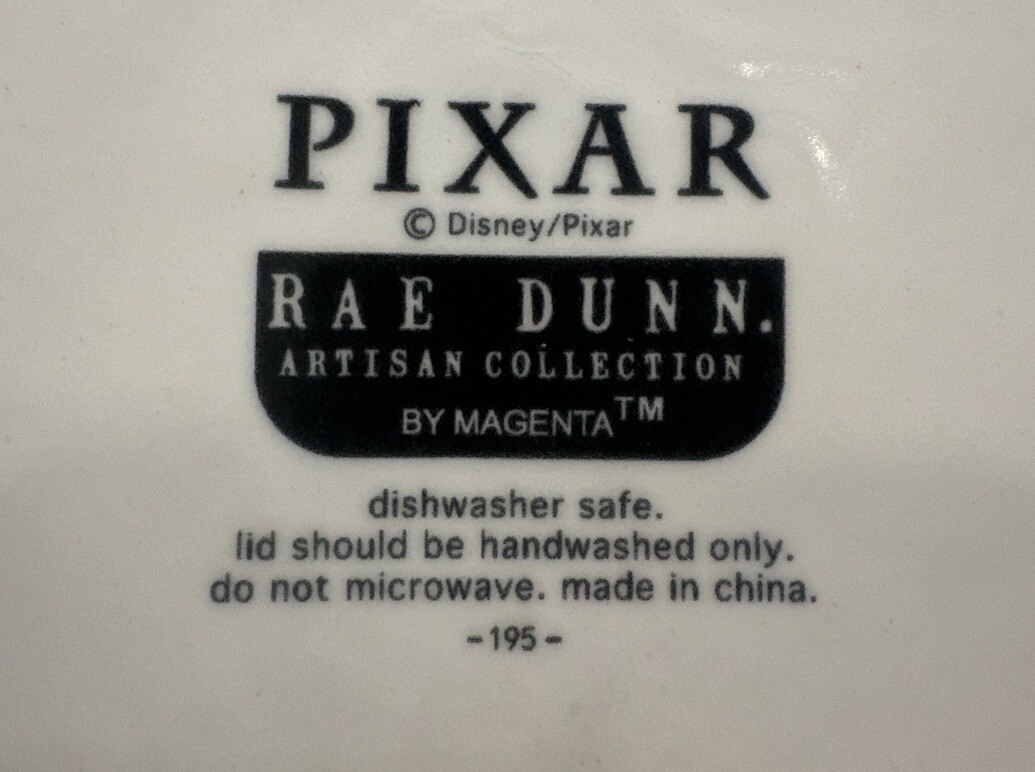 PIXAR
© Disney/Pixar
RAE DUNN.
ARTISAN COLLECTION
BY MAGENTA™
dishwasher safe.
lid should be handwashed only.
do not microwave. made in china.
-195-